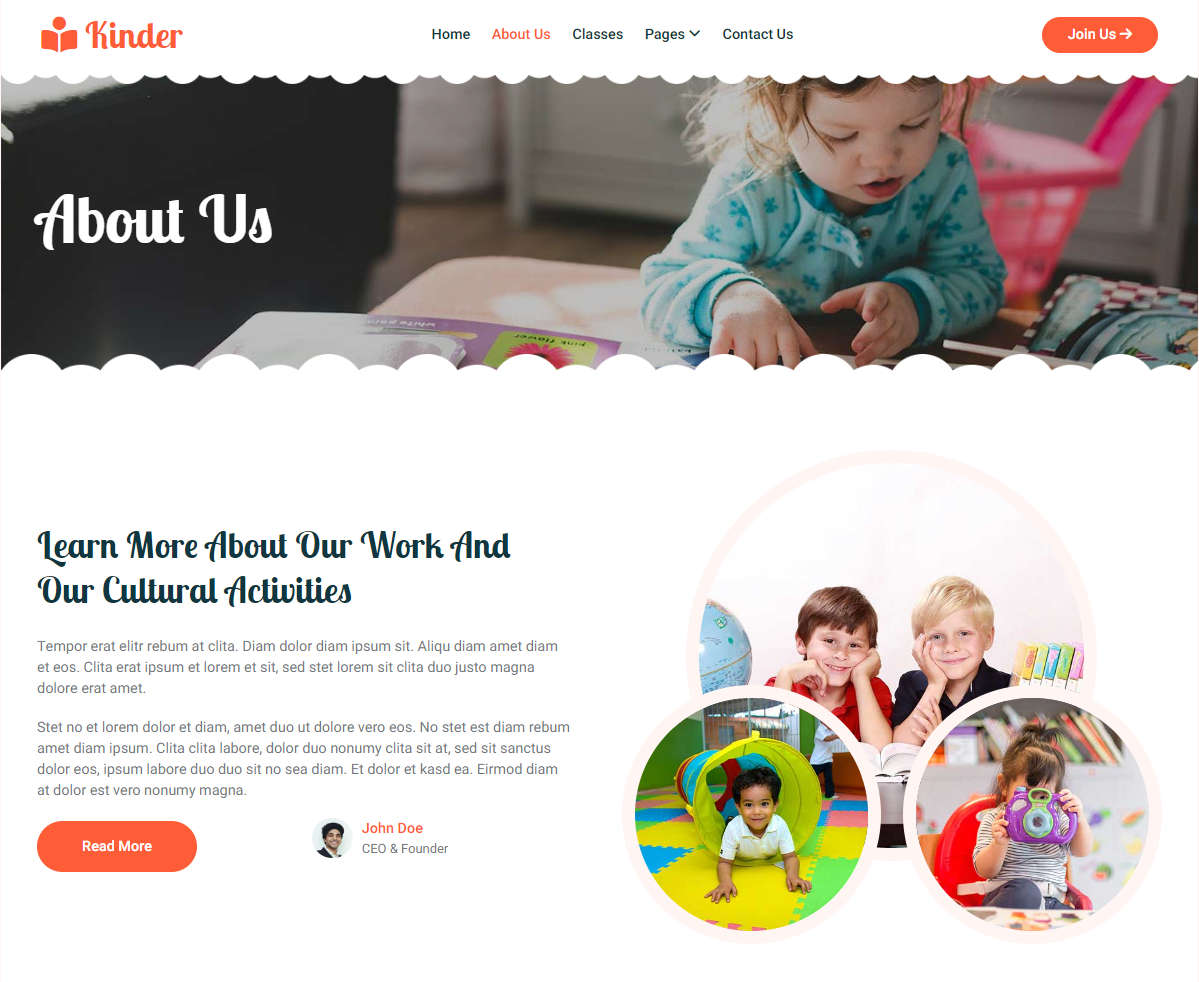 Kinder
Home About Us Classes Pages Contact Us
Join Us
About Us
white pain
pink flower
Learn More About Our Work And
Our Cultural Activities
Tempor erat elitr rebum at clita. Diam dolor diam ipsum sit. Aliqu diam amet diam
et eos. Clita erat ipsum et lorem et sit, sed stet lorem sit clita duo justo magna
dolore erat amet.
Stet no et lorem dolor et diam, amet duo ut dolore vero eos. No stet est diam rebum
amet diam ipsum. Clita clita labore, dolor duo nonumy clita sit at, sed sit sanctus
dolor eos, ipsum labore duo duo sit no sea diam. Et dolor et kasd ea. Eirmod diam
at dolor est vero nonumy magna.
Read More
John Doe
CEO & Founder